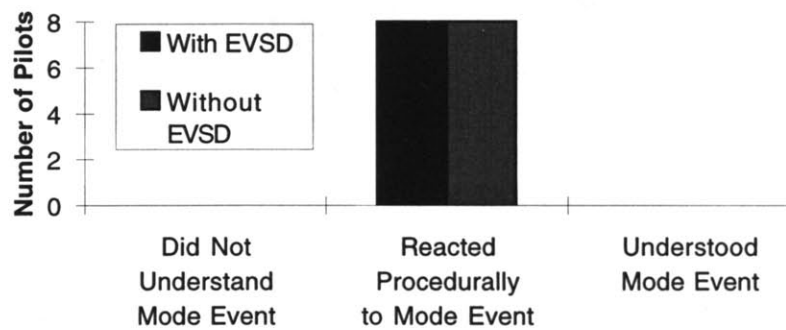 Number of Pilots
8
6
4
2
0
With EVSD
Without
EVSD
Did Not
Understand
Mode Event
Reacted
Procedurally
to Mode Event
Understood
Mode Event